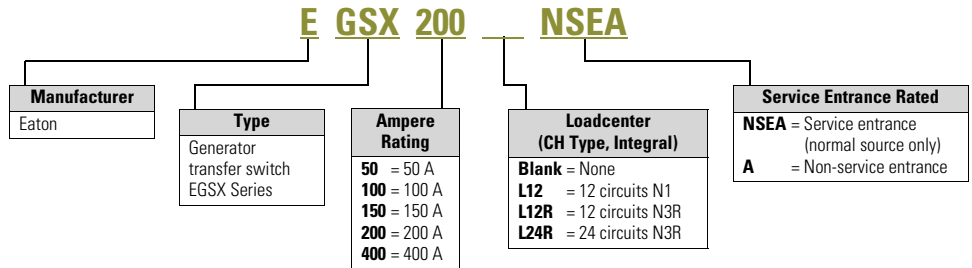 E GSX 200 __ NSEA
Manufacturer
Eaton
Type
Generator
transfer switch
EGSX Series
Ampere
Rating
50 = 50 A
100 = 100 A
150 = 150 A
200 = 200 A
400 = 400 A
Loadcenter
(CH Type, Integral)
Blank = None
L12 = 12 circuits N1
L12R = 12 circuits N3R
L24R = 24 circuits N3R
Service Entrance Rated
NSEA = Service entrance
(normal source only)
A = Non-service entrance